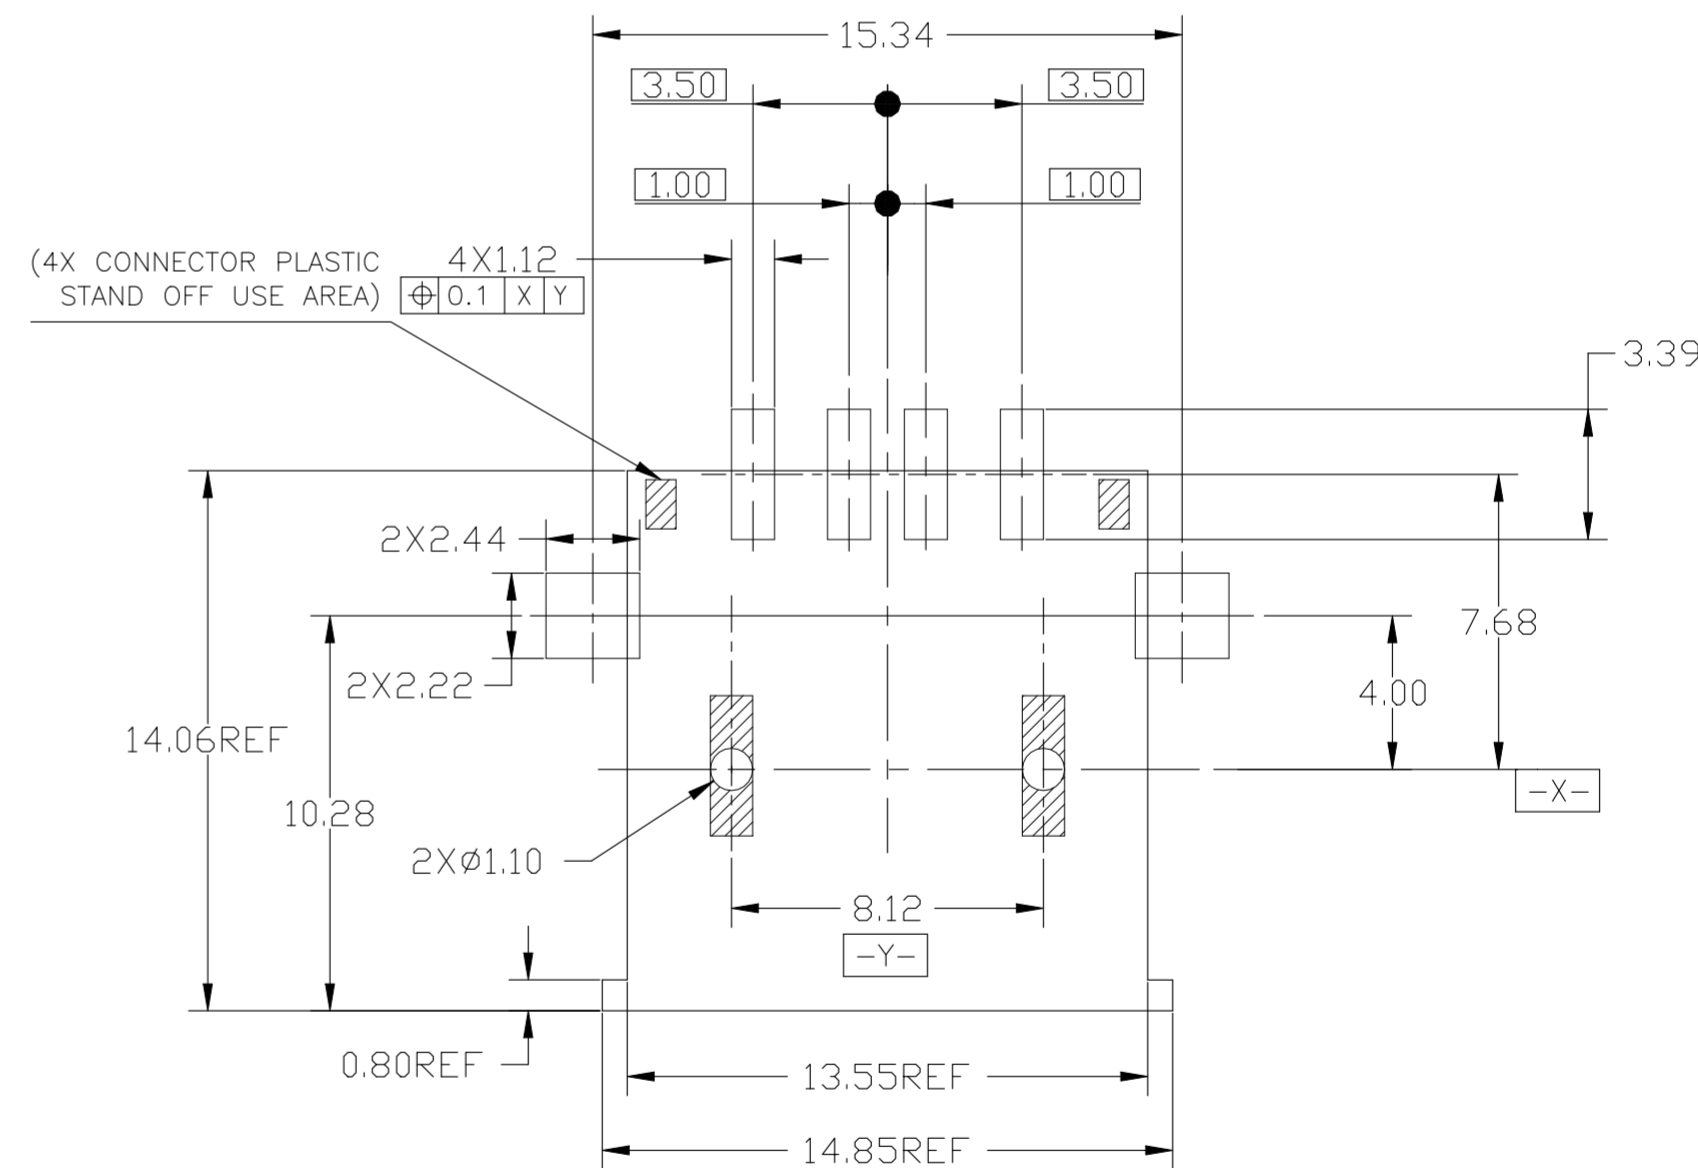 15.34
3.50
3.50
1.00
1.00
(4X CONNECTOR PLASTIC
STAND OFF USE AREA)
4X1.12
⌖ 0.1 X Y
3.39
2X2.44
7.68
2X2.22
4.00
14.06REF
-X-
10.28
2XØ1.10
8.12
-Y-
0.80REF
13.55REF
14.85REF